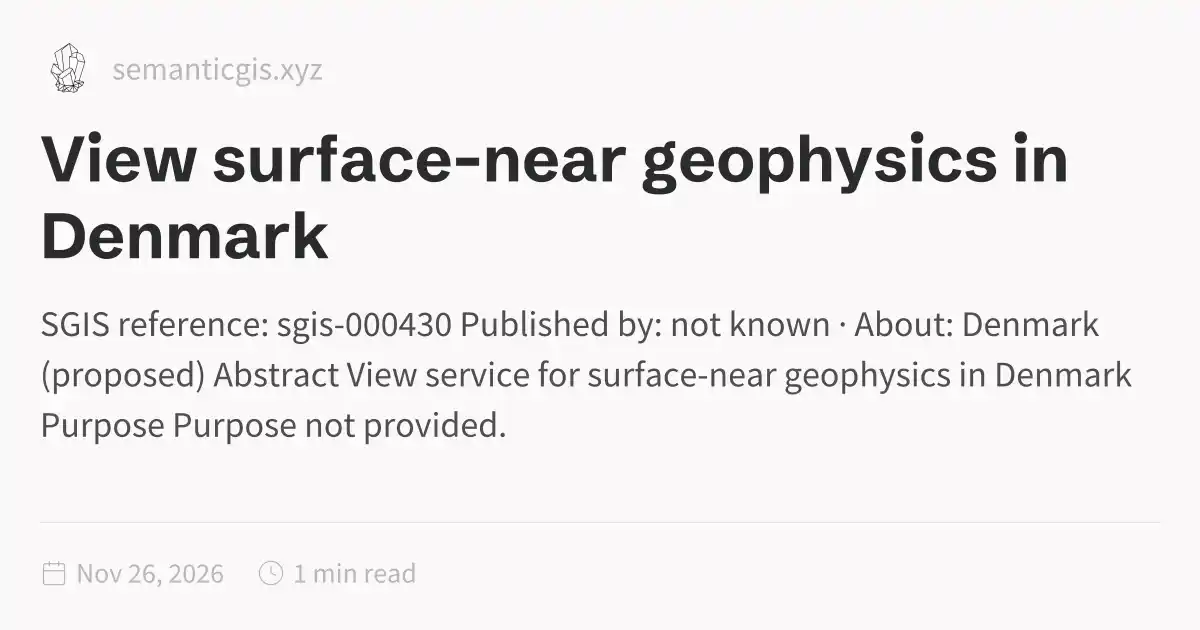 semanticgis.xyz
View surface-near geophysics in
Denmark
SGIS reference: sgis-000430 Published by: not known · About: Denmark
(proposed) Abstract View service for surface-near geophysics in Denmark
Purpose Purpose not provided.
Nov 26, 2026 1 min read